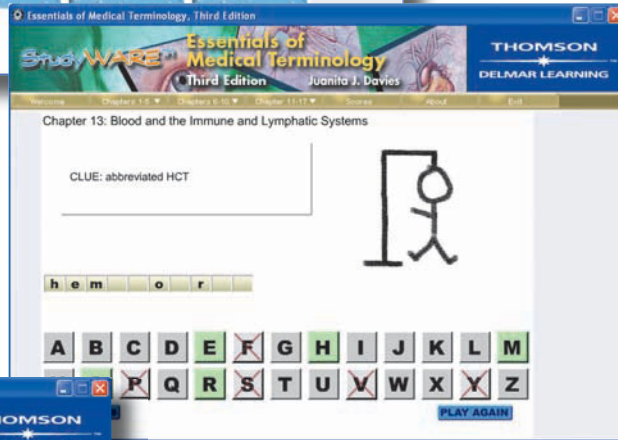 Essentials of Medical Terminology, Third Edition
StudyWARE™
Essentials of
Medical Terminology
Third Edition Juanita J. Davies
THOMSON
DELMAR LEARNING
Welcome Chapters 1-5 Chapters 6-10 Chapter 11-17 Scores About Exit
Chapter 13: Blood and the Immune and Lymphatic Systems
CLUE: abbreviated HCT
h e m o r
A B C D E F G H I J K L M
P Q R S T U V W X Y Z
PLAY AGAIN
OMSON